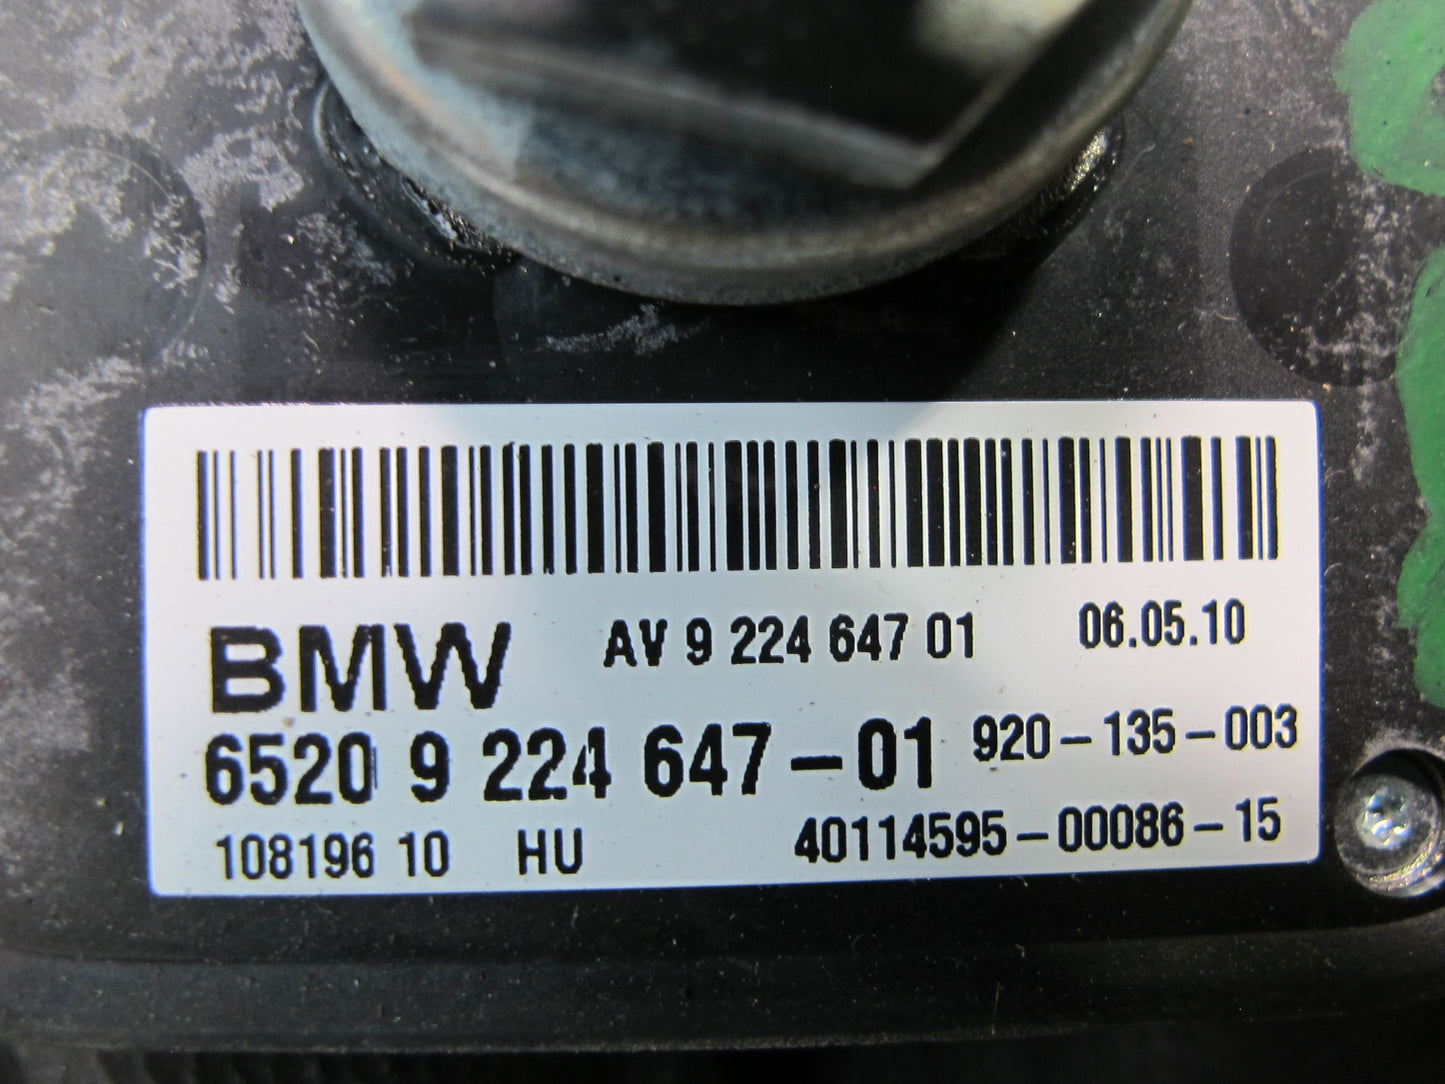 BMW AV 9 224 647 01 06.05.10
6520 9 224 647-01 920-135-003
108196 10 HU 40114595-00086-15